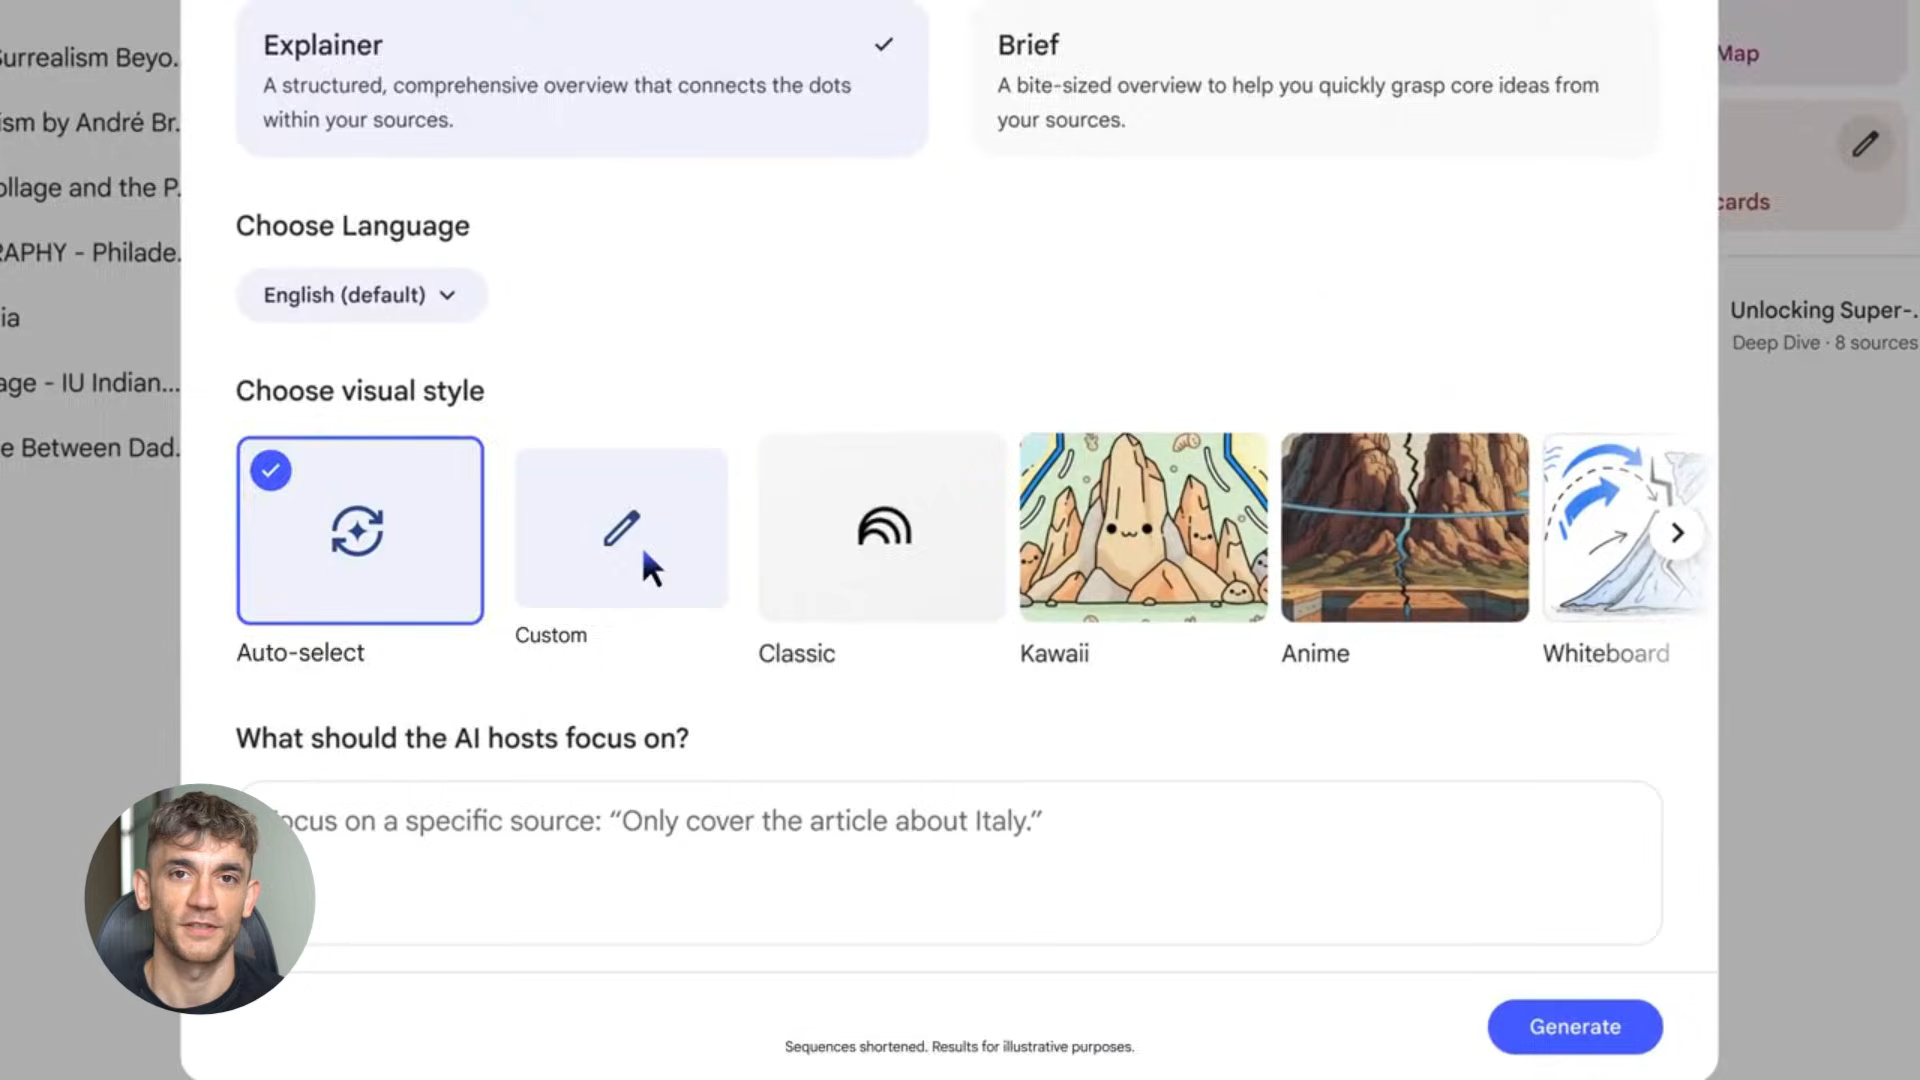 Surrealism Beyo..
ism by André Br..
ollage and the P..
RAPHY - Philade..
ia
age - IU Indian...
e Between Dad..
Explainer
A structured, comprehensive overview that connects the dots
within your sources.
Brief
A bite-sized overview to help you quickly grasp core ideas from
your sources.
Choose Language
English (default)
Choose visual style
Auto-select
Custom
Classic
Kawaii
Anime
Whiteboard
What should the AI hosts focus on?
ocus on a specific source: “Only cover the article about Italy.”
Generate
Sequences shortened. Results for illustrative purposes.
Map
cards
Unlocking Super-..
Deep Dive · 8 sources